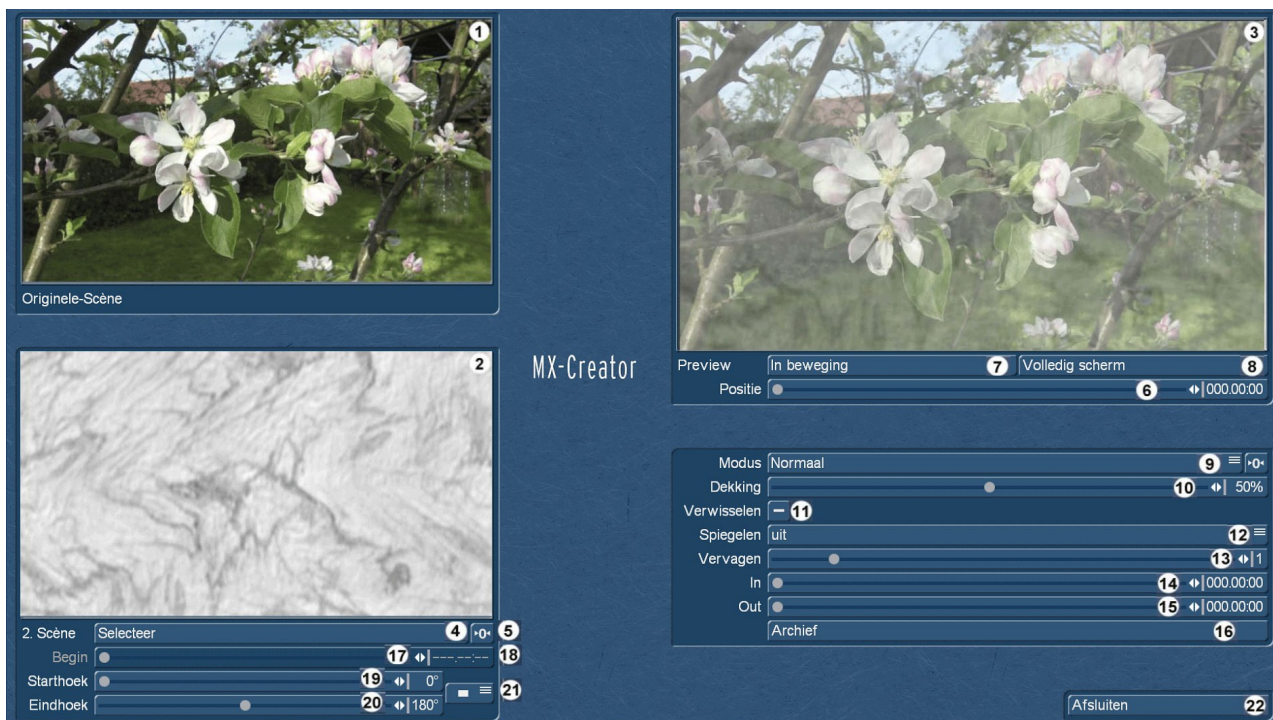 1
Originele-Scène
2
2. Scène Selecteer 4 ▸0◂ 5
Begin 17 ---.--:-- 18
Starthoek 19 0°
Eindhoek 20 180° 21
MX-Creator
3
Preview In beweging 7 Volledig scherm 8
Positie 6 000.00:00
Modus Normaal 9 ▸0◂
Dekking 10 50%
Verwisselen 11
Spiegelen uit 12
Vervagen 13 1
In 14 000.00:00
Out 15 000.00:00
Archief 16
Afsluiten 22